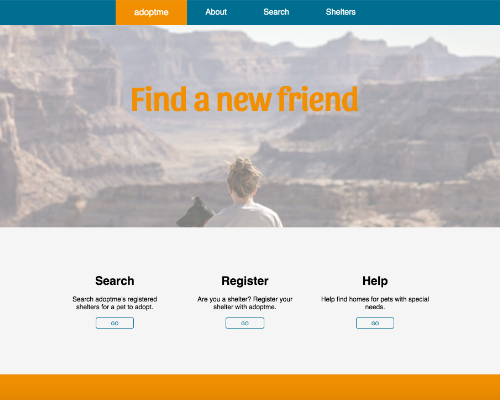 adoptme About Search Shelters
Find a new friend
Search Register Help
Search adoptme's registered
shelters for a pet to adopt.
Are you a shelter? Register your
shelter with adoptme.
Help find homes for pets with special
needs.
GO GO GO